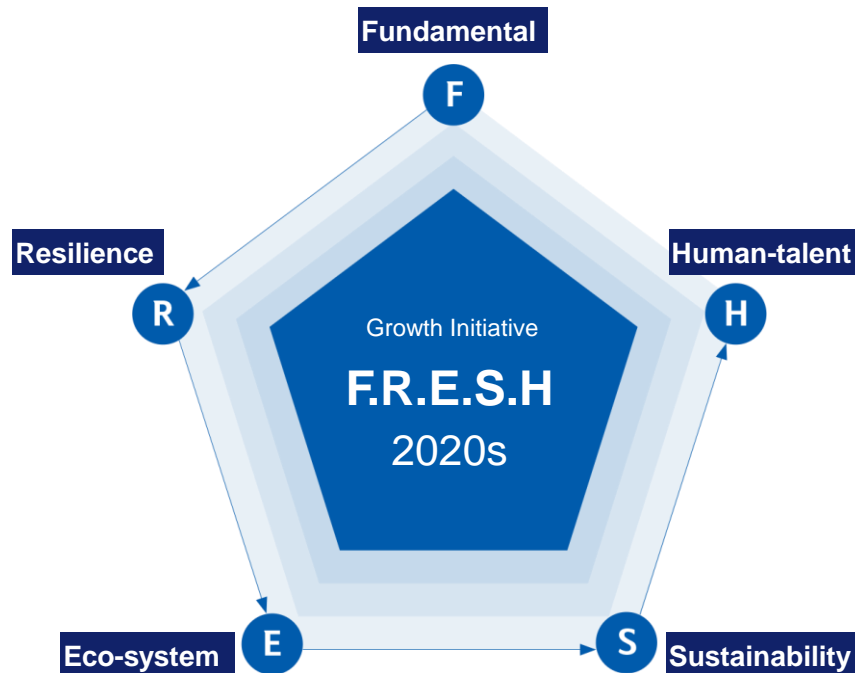 Fundamental
F
Resilience
Human-talent
R
H
Growth Initiative
F.R.E.S.H
2020s
E
S
Eco-system
Sustainability